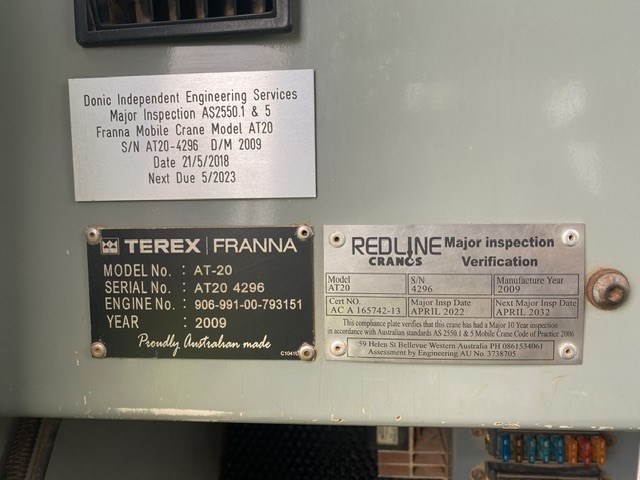 Donic Independent Engineering Services
Major Inspection AS2550.1 & 5
Franna Mobile Crane Model AT20
S/N AT20-4296 D/M 2009
Date 21/5/2018
Next Due 5/2023
TEREX | FRANNA
MODEL No. : AT-20
SERIAL No. : AT20 4296
ENGINE No. : 906-991-00-793151
YEAR : 2009
Proudly Australian made
REDLINE
CRANES
Major inspection
Verification
Model
AT20
S/N
4296
Manufacture Year
2009
Cert NO.
AC A 165742-13
Major Insp Date
APRIL 2022
Next Major Insp Date
APRIL 2032
This compliance plate verifies that this crane has had a Major 10 Year inspection
in accordance with Australian standards AS 2550.1 & 5 Mobile Crane Code of Practice 2006
59 Helen St Bellevue Western Australia PH 0861534061
Assessment by Engineering AU No. 3738705